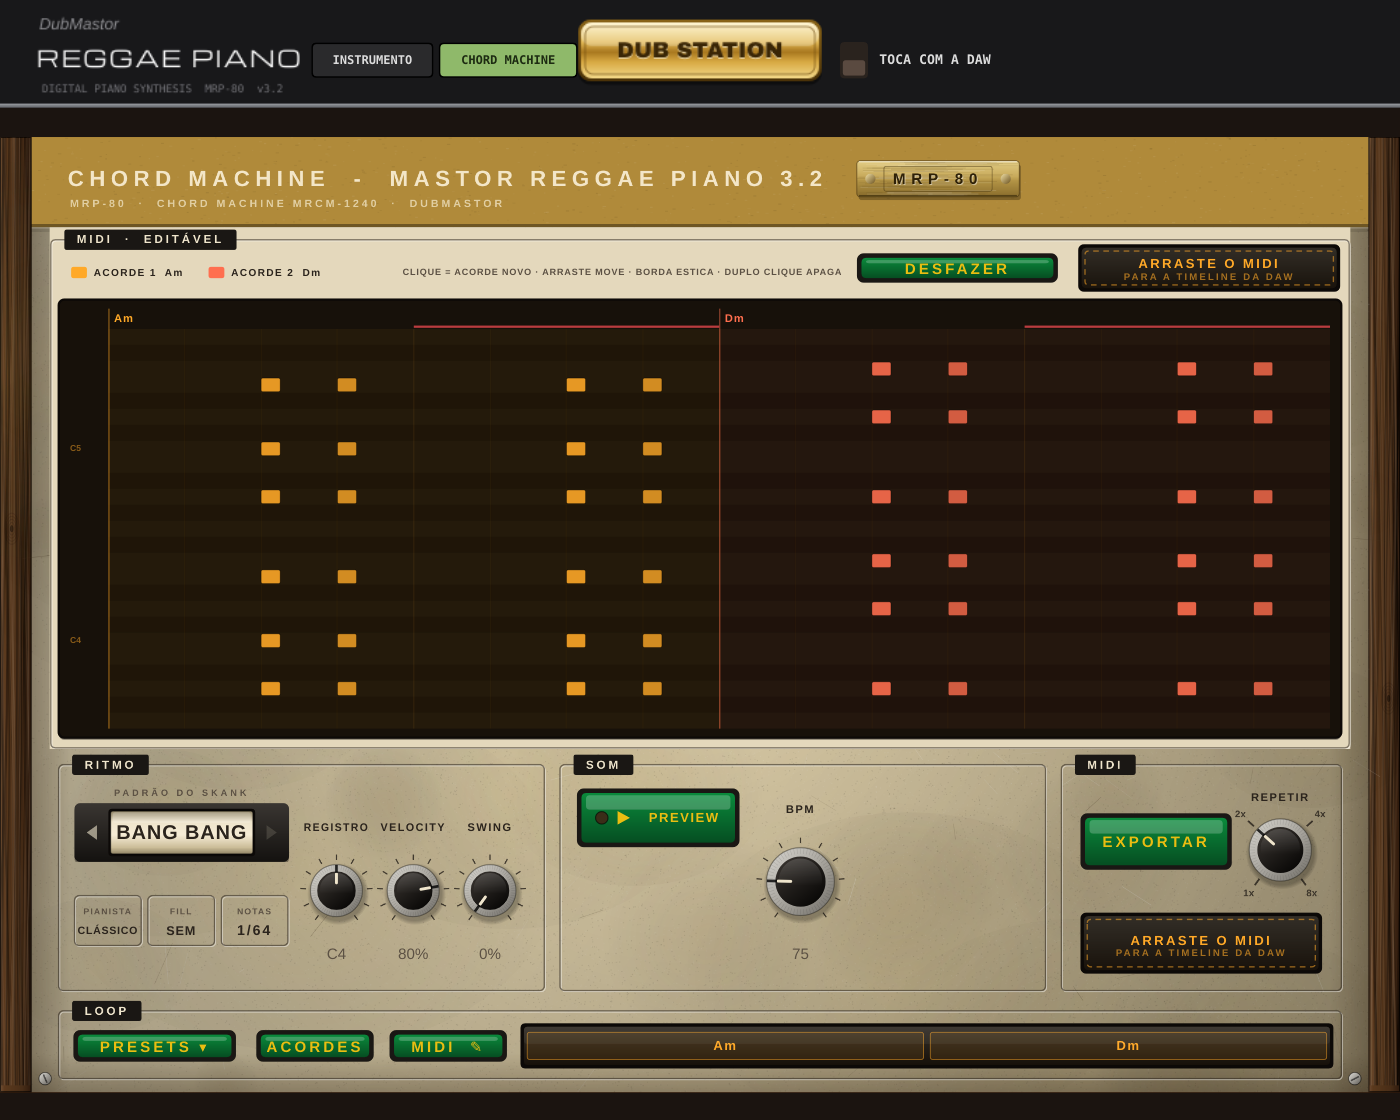 DubMastor
REGGAE PIANO
DIGITAL PIANO SYNTHESIS MRP-80 v3.2
INSTRUMENTO
CHORD MACHINE
DUB STATION
TOCA COM A DAW
CHORD MACHINE - MASTOR REGGAE PIANO 3.2
MRP-80 · CHORD MACHINE MRCM-1240 · DUBMASTOR
MRP-80
MIDI · EDITÁVEL
ACORDE 1 Am
ACORDE 2 Dm
CLIQUE = ACORDE NOVO · ARRASTE MOVE · BORDA ESTICA · DUPLO CLIQUE APAGA
DESFAZER
ARRASTE O MIDI
PARA A TIMELINE DA DAW
Am
Dm
C5
C4
RITMO
PADRÃO DO SKANK
BANG BANG
REGISTRO
VELOCITY
SWING
PIANISTA
CLÁSSICO
FILL
SEM
NOTAS
1/64
C4
80%
0%
SOM
PREVIEW
BPM
75
MIDI
EXPORTAR
REPETIR
2x
4x
1x
8x
ARRASTE O MIDI
PARA A TIMELINE DA DAW
LOOP
PRESETS ▾
ACORDES
MIDI ✎
Am
Dm